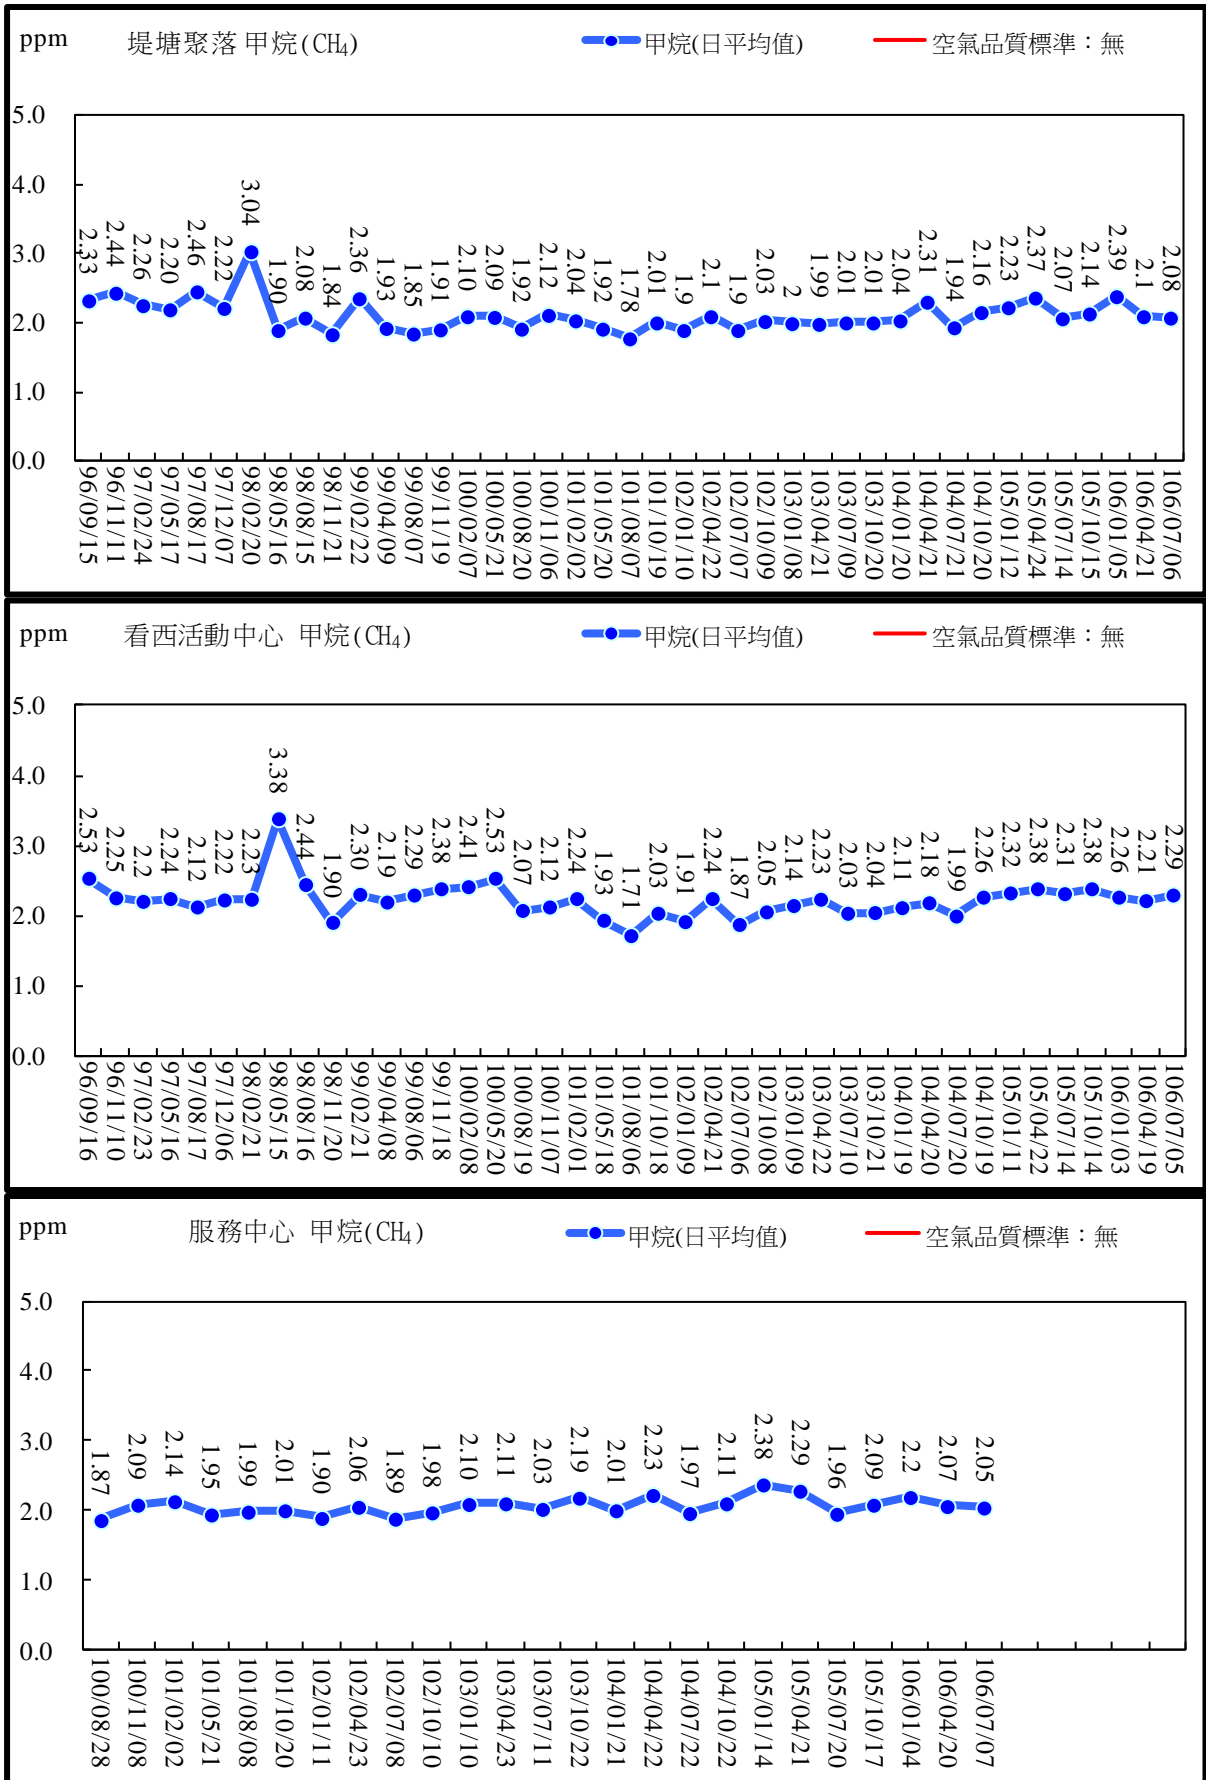 ppm 堤塘聚落 甲烷(CH₄) 甲烷(日平均值) 空氣品質標準：無
5.0
4.0
3.0
2.0
1.0
0.0
2.33 2.44 2.26 2.20 2.46 2.22 3.04 1.90 2.08 1.84 2.36 1.93 1.85 1.91 2.10 2.09 1.92 2.12 2.04 1.92 1.78 2.01 1.9 2.1 1.9 2.03 2 1.99 2.01 2.01 2.04 2.31 1.94 2.16 2.23 2.37 2.07 2.14 2.39 2.1 2.08
96/09/15 96/11/11 97/02/24 97/05/17 97/08/17 97/12/07 98/02/20 98/05/16 98/08/15 98/11/21 99/02/22 99/04/09 99/08/07 99/11/19 100/02/07 100/05/21 100/08/20 100/11/06 101/02/02 101/05/20 101/08/07 101/10/19 102/01/10 102/04/22 102/07/07 102/10/09 103/01/08 103/04/21 103/07/09 103/10/20 104/01/20 104/04/21 104/07/21 104/10/20 105/01/12 105/04/24 105/07/14 105/10/15 106/01/05 106/04/21 106/07/06
ppm 看西活動中心 甲烷(CH₄) 甲烷(日平均值) 空氣品質標準：無
5.0
4.0
3.0
2.0
1.0
0.0
2.53 2.25 2.2 2.24 2.12 2.22 2.23 3.38 2.44 1.90 2.30 2.19 2.29 2.38 2.41 2.53 2.07 2.12 2.24 1.93 1.71 2.03 1.91 2.24 1.87 2.05 2.14 2.23 2.03 2.04 2.11 2.18 1.99 2.26 2.32 2.38 2.31 2.38 2.26 2.21 2.29
96/09/16 96/11/10 97/02/23 97/05/16 97/08/17 97/12/06 98/02/21 98/05/15 98/08/16 98/11/20 99/02/21 99/04/08 99/08/06 99/11/18 100/02/08 100/05/20 100/08/19 100/11/07 101/02/01 101/05/18 101/08/06 101/10/18 102/01/09 102/04/21 102/07/06 102/10/08 103/01/09 103/04/22 103/07/10 103/10/21 104/01/19 104/04/20 104/07/20 104/10/19 105/01/11 105/04/22 105/07/14 105/10/14 106/01/03 106/04/19 106/07/05
ppm 服務中心 甲烷(CH₄) 甲烷(日平均值) 空氣品質標準：無
5.0
4.0
3.0
2.0
1.0
0.0
1.87 2.09 2.14 1.95 1.99 2.01 1.90 2.06 1.89 1.98 2.10 2.11 2.03 2.19 2.01 2.23 1.97 2.11 2.38 2.29 1.96 2.09 2.2 2.07 2.05
100/08/28 100/11/08 101/02/02 101/05/21 101/08/08 101/10/20 102/01/11 102/04/23 102/07/08 102/10/10 103/01/10 103/04/23 103/07/11 103/10/22 104/01/21 104/04/22 104/07/22 104/10/22 105/01/14 105/04/21 105/07/20 105/10/17 106/01/04 106/04/20 106/07/07